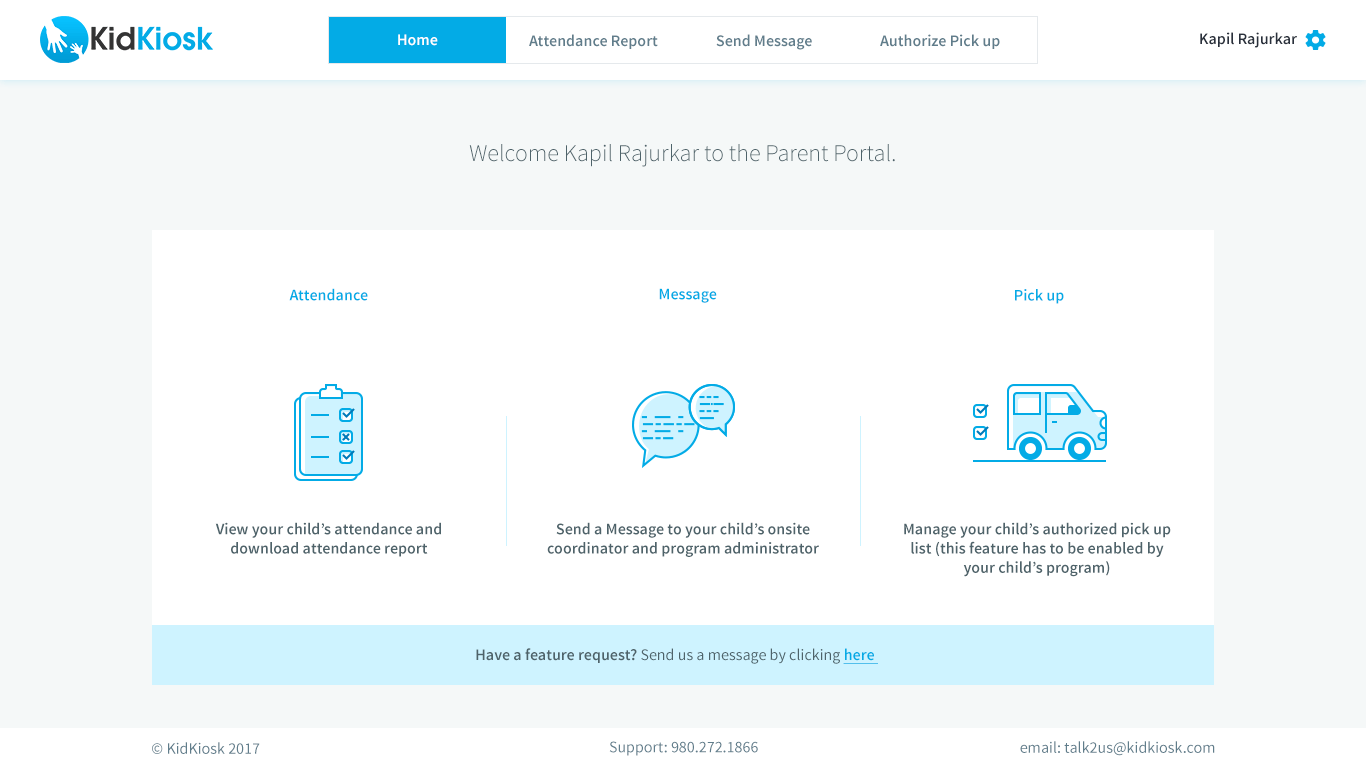 KidKiosk
Home
Attendance Report
Send Message
Authorize Pick up
Kapil Rajurkar
Welcome Kapil Rajurkar to the Parent Portal.
Attendance
Message
Pick up
View your child’s attendance and
download attendance report
Send a Message to your child’s onsite
coordinator and program administrator
Manage your child’s authorized pick up
list (this feature has to be enabled by
your child’s program)
Have a feature request? Send us a message by clicking here
© KidKiosk 2017
Support: 980.272.1866
email: talk2us@kidkiosk.com